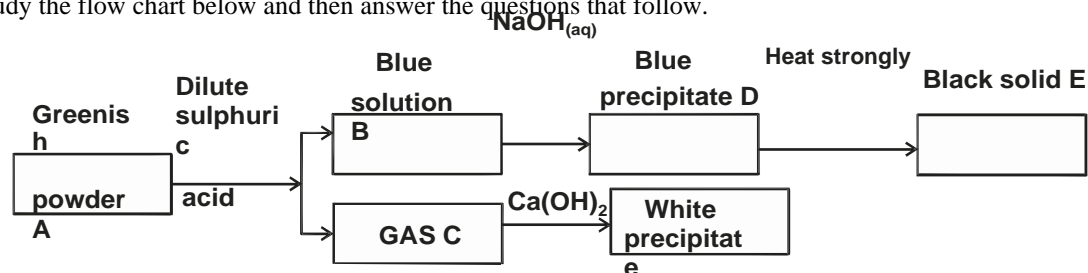 udy the flow chart below and then answer the questions that follow.
NaOH(aq)
Heat strongly
Blue
solution
B
Blue
precipitate D
Black solid E
Dilute
sulphuri
c
acid
Greenis
h
powder
A
GAS C
Ca(OH)2
White
precipitat
e